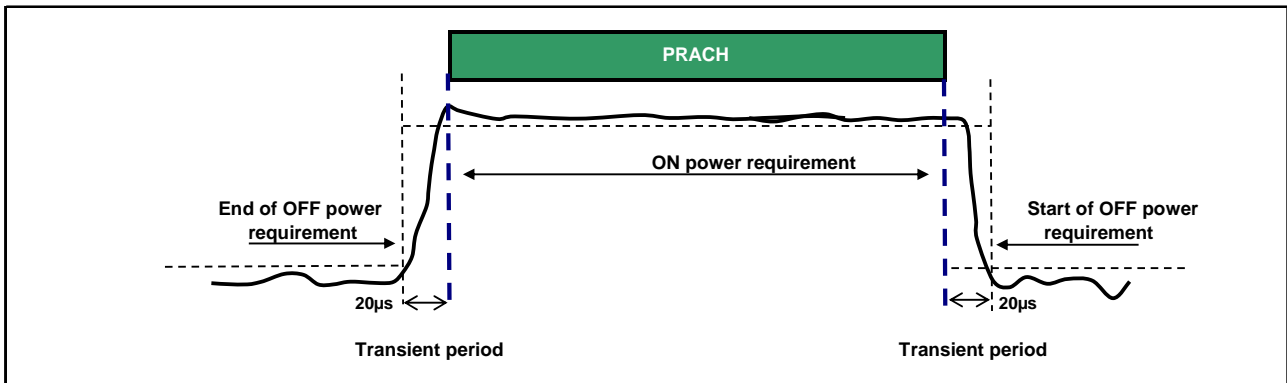 PRACH
ON power requirement
End of OFF power
requirement
Start of OFF power
requirement
20µs
20µs
Transient period
Transient period